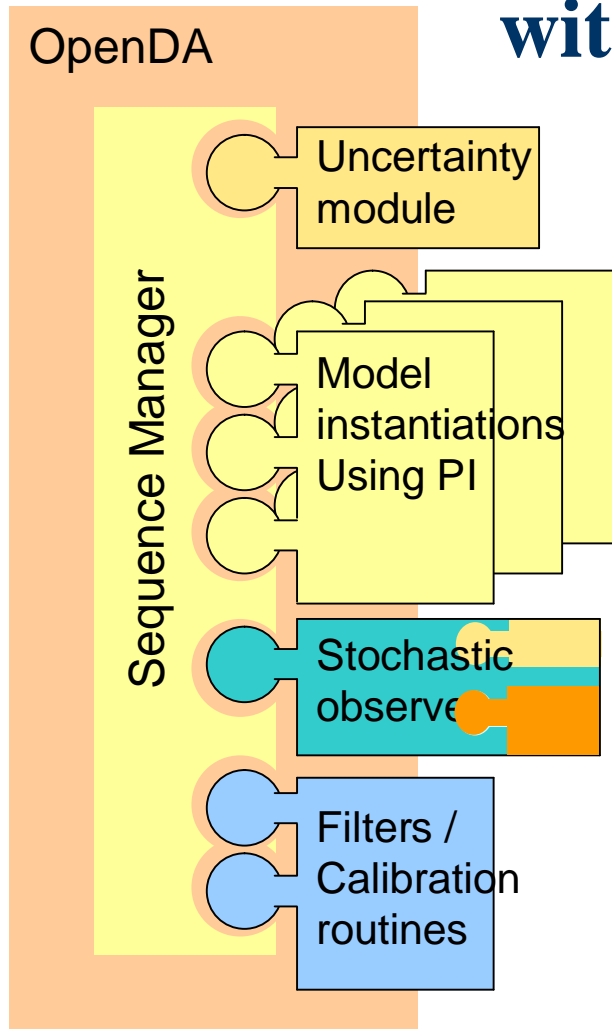 wit
OpenDA
Uncertainty
module
Sequence Manager
Model
instantiations
Using PI
Stochastic
observe
Filters /
Calibration
routines